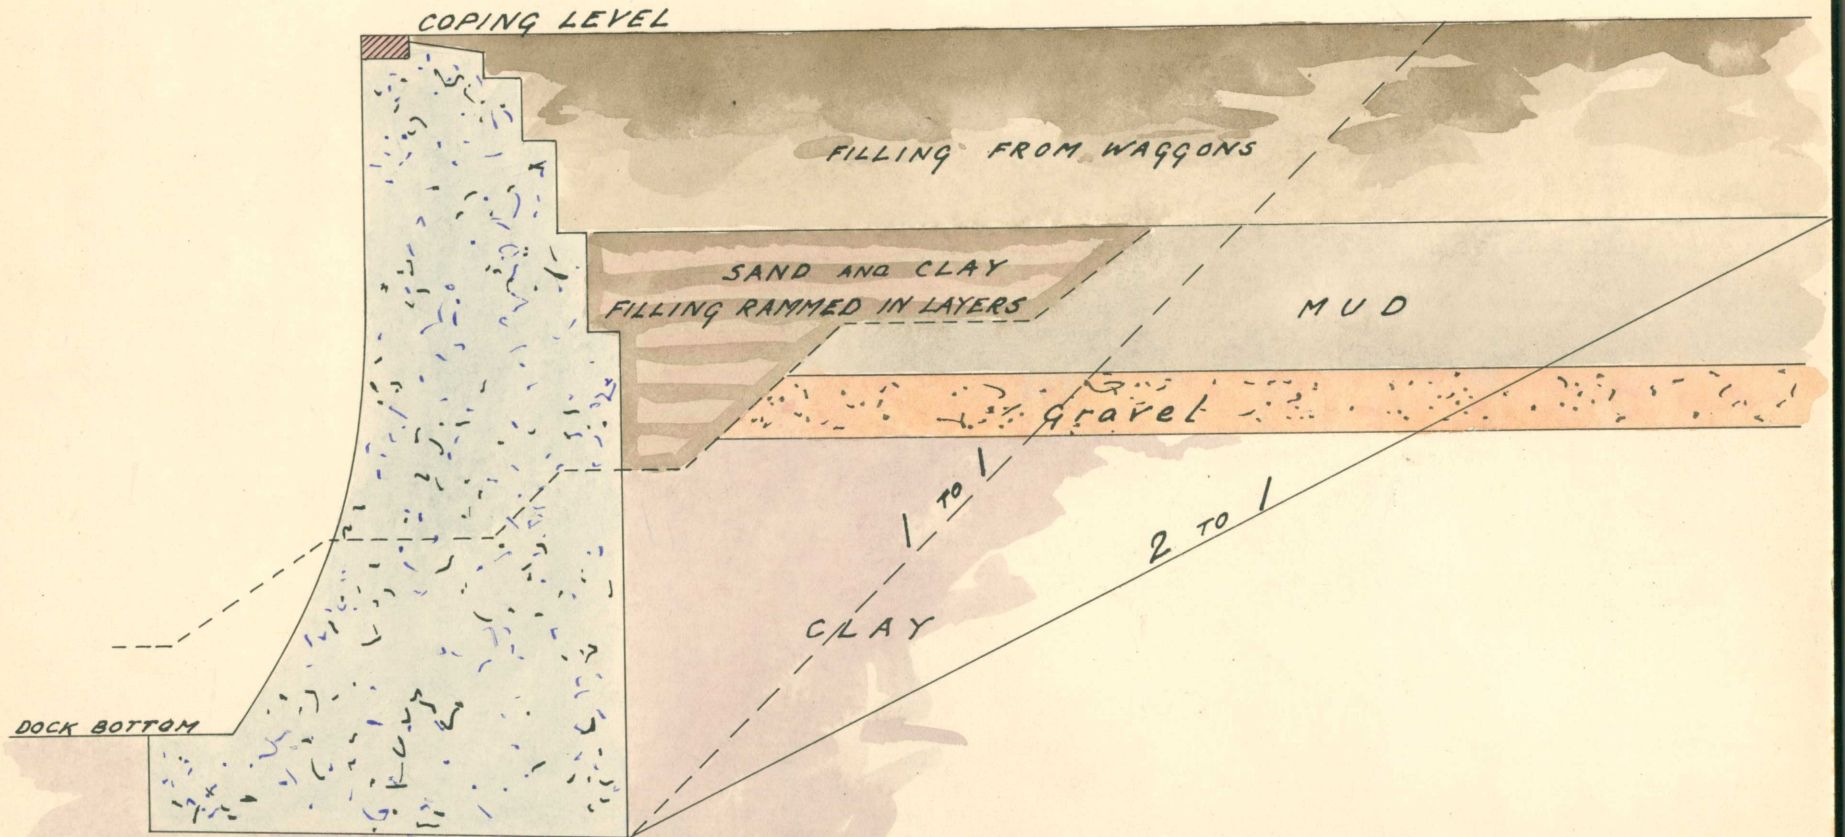 COPING LEVEL
FILLING FROM WAGGONS
SAND AND CLAY
FILLING RAMMED IN LAYERS
MUD
Gravel
1 TO 1
2 TO 1
CLAY
DOCK BOTTOM